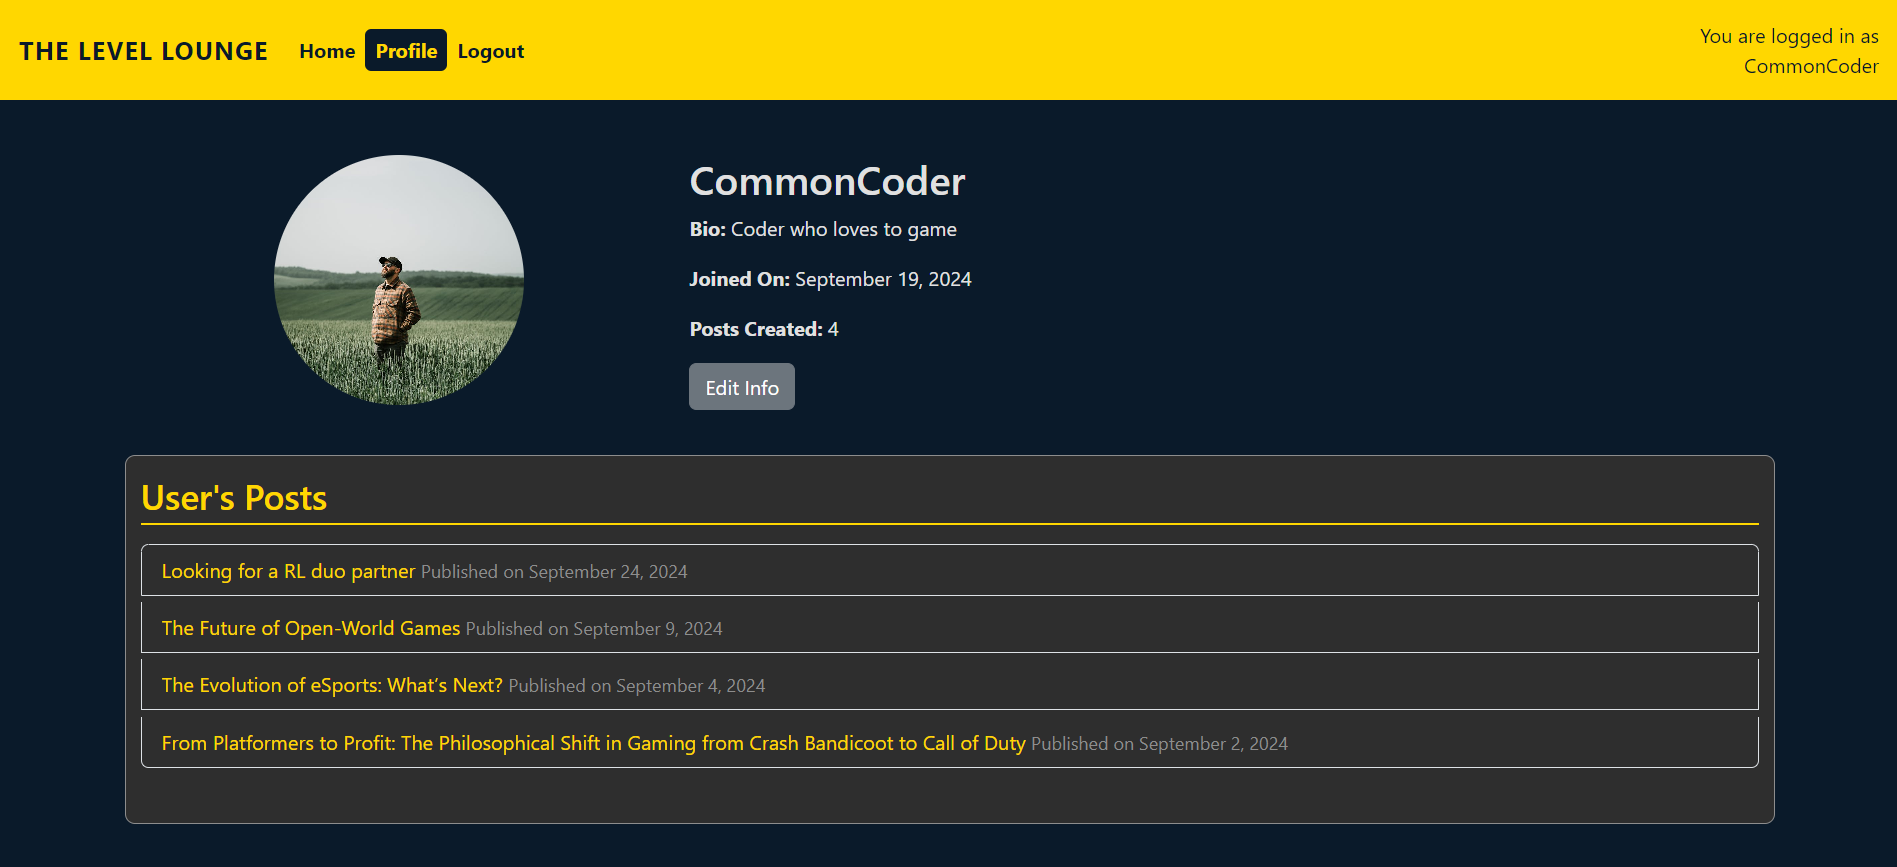 THE LEVEL LOUNGE Home Profile Logout
You are logged in as
CommonCoder
CommonCoder
Bio: Coder who loves to game
Joined On: September 19, 2024
Posts Created: 4
Edit Info
User's Posts
Looking for a RL duo partner Published on September 24, 2024
The Future of Open-World Games Published on September 9, 2024
The Evolution of eSports: What’s Next? Published on September 4, 2024
From Platformers to Profit: The Philosophical Shift in Gaming from Crash Bandicoot to Call of Duty Published on September 2, 2024